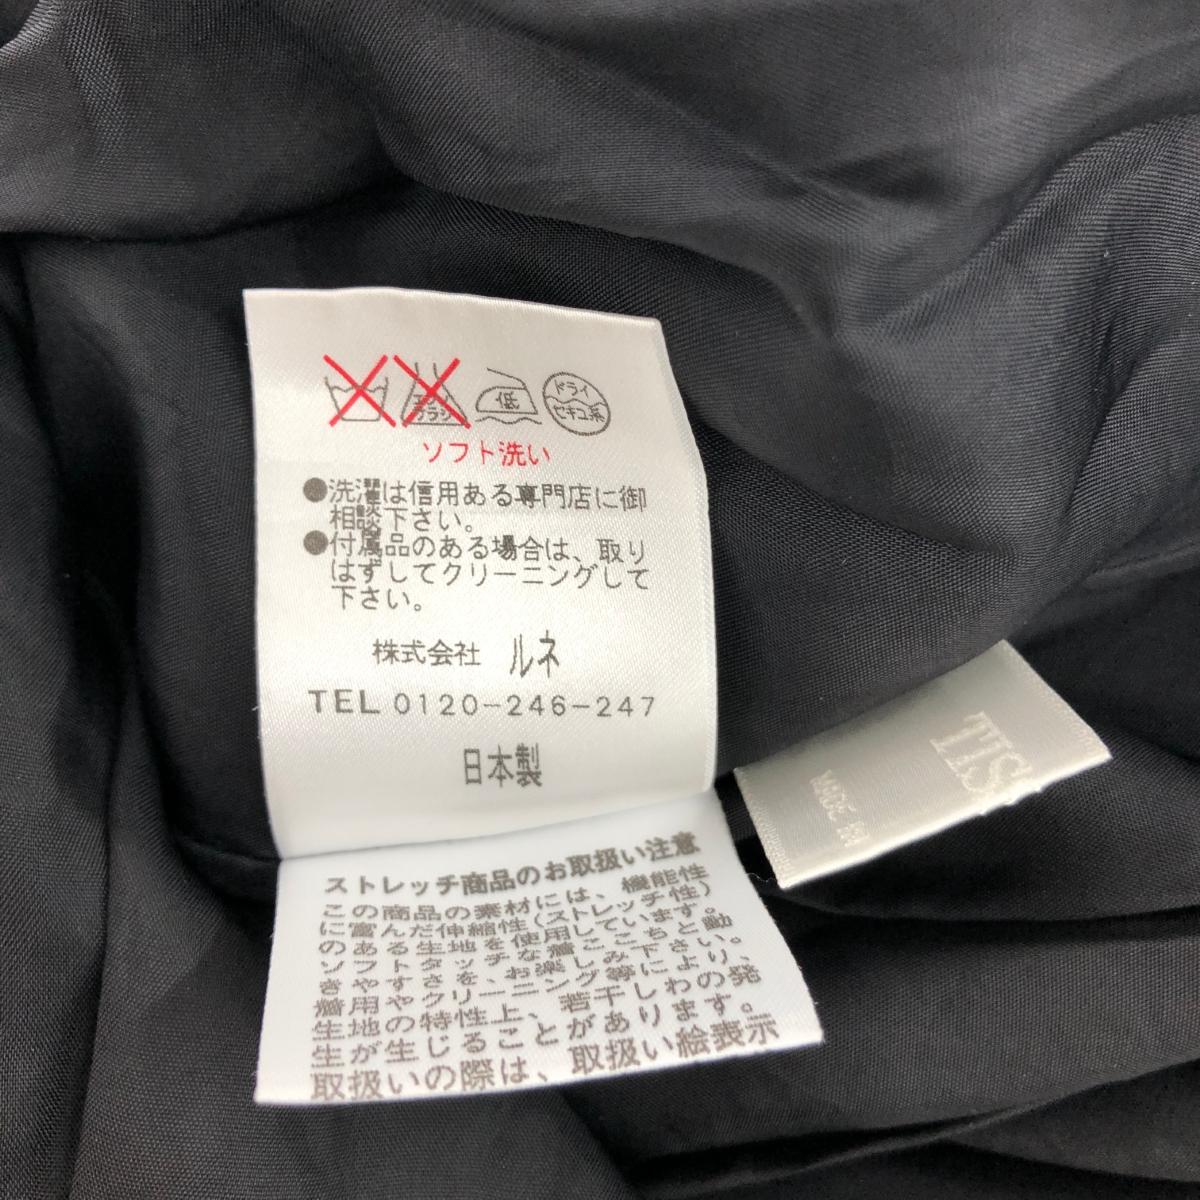 エンソ
サラシ
低
ドライ
セキユ系
ソフト洗い
●洗濯は信用ある専門店に御
相談下さい。
●付属品のある場合は、取り
はずしてクリーニングして
下さい。
株式会社 ルネ
TEL 0120-246-247
日本製
ストレッチ商品のお取扱い注意
この商品の素材には、機能性
に富んだ伸縮性(ストレッチ性)
のある生地を使用しています。
ソフトタッチな着ごこちと動
きやすさを、お楽しみ下さい。
着用やクリーニング等により、
生地の特性上、若干しわの発
生が生じることがあります。
取扱いの際は、取扱い絵表示
TIS
MADE IN